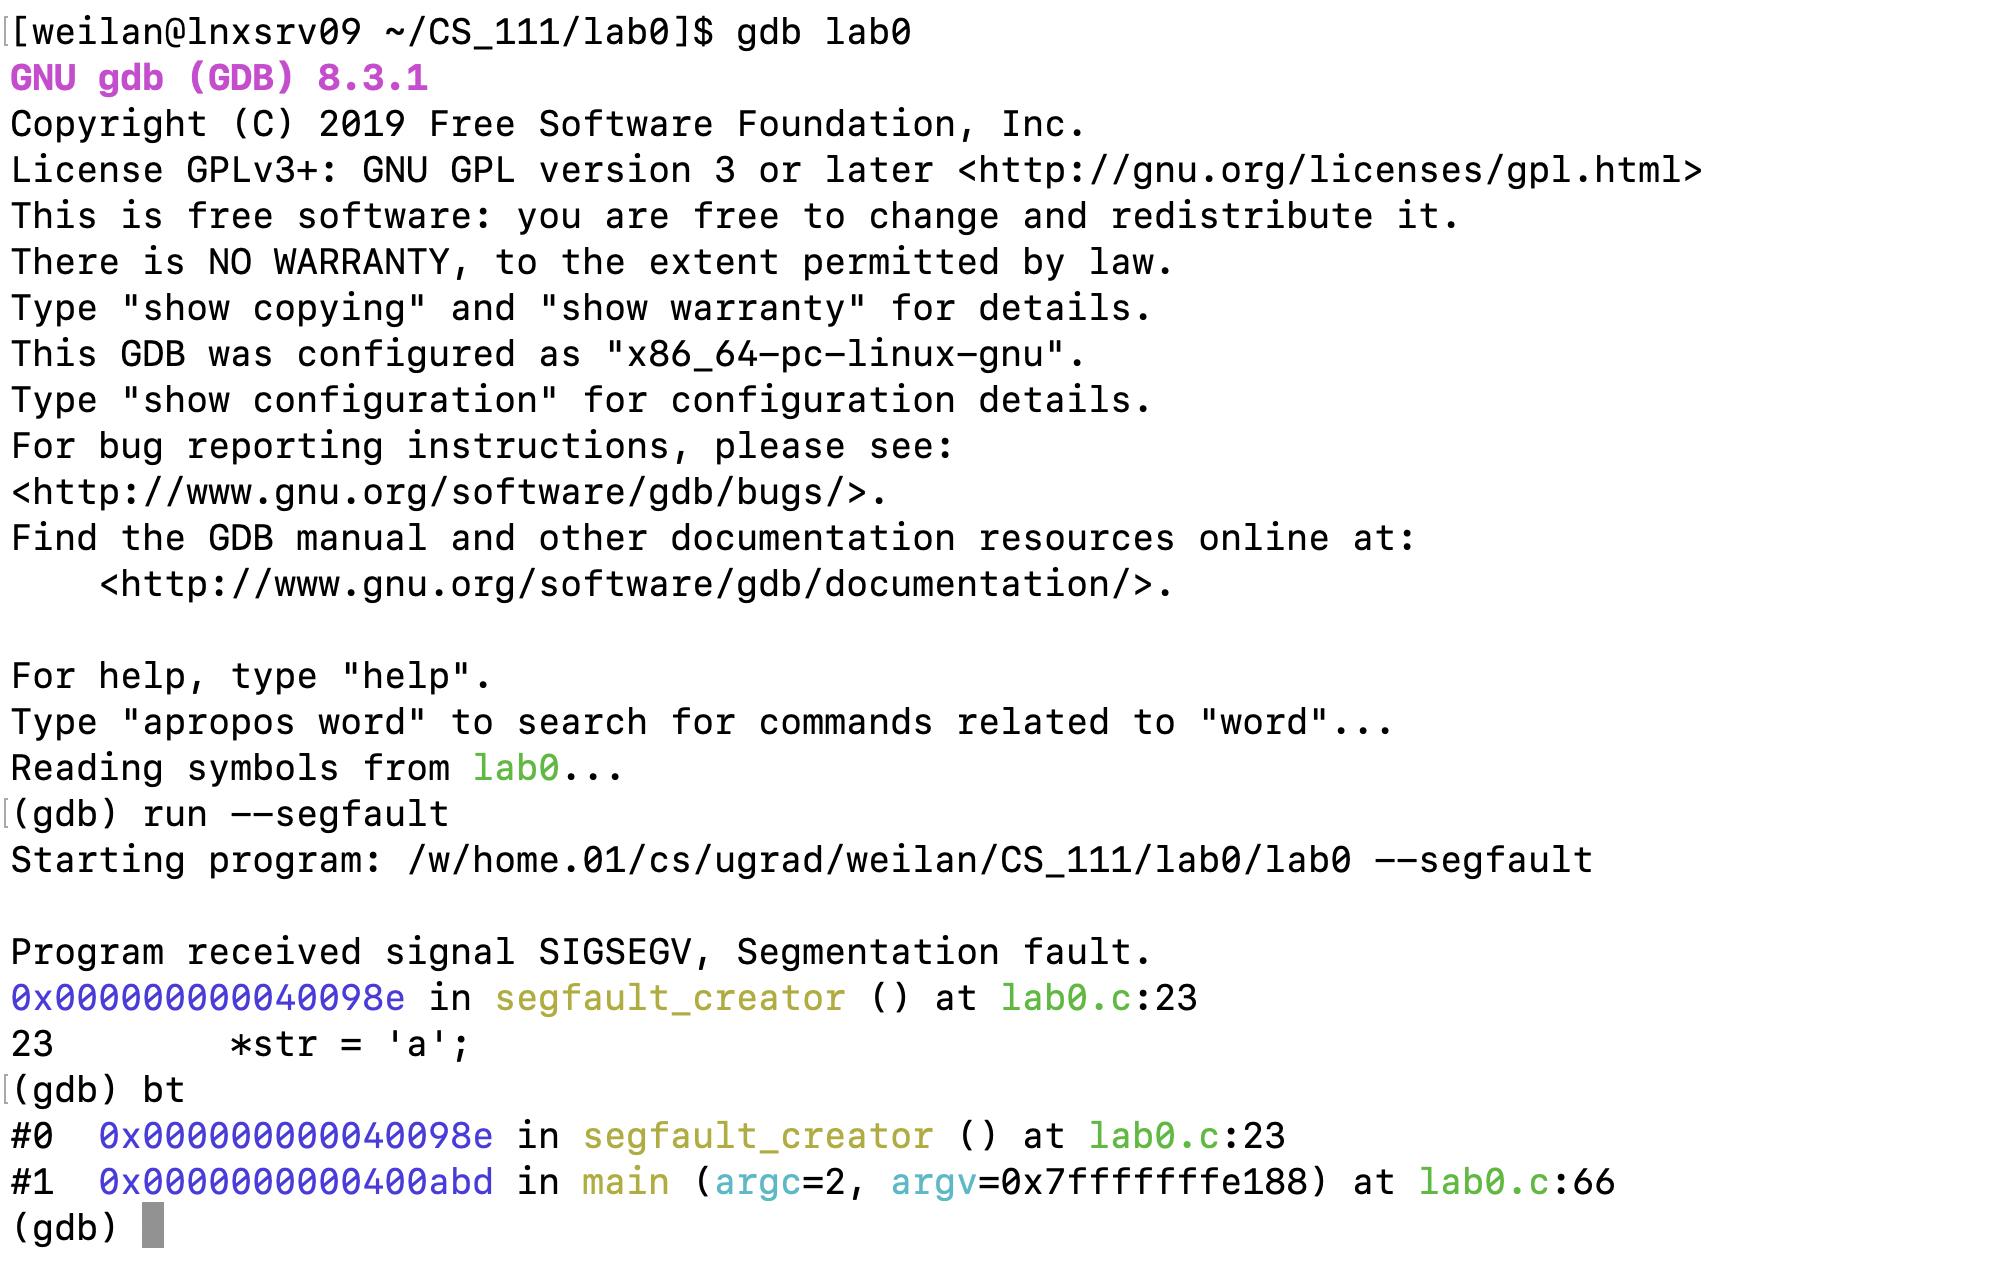 [weilan@lnxsrv09 ~/CS_111/lab0]$ gdb lab0
GNU gdb (GDB) 8.3.1
Copyright (C) 2019 Free Software Foundation, Inc.
License GPLv3+: GNU GPL version 3 or later <http://gnu.org/licenses/gpl.html>
This is free software: you are free to change and redistribute it.
There is NO WARRANTY, to the extent permitted by law.
Type "show copying" and "show warranty" for details.
This GDB was configured as "x86_64-pc-linux-gnu".
Type "show configuration" for configuration details.
For bug reporting instructions, please see:
<http://www.gnu.org/software/gdb/bugs/>.
Find the GDB manual and other documentation resources online at:
    <http://www.gnu.org/software/gdb/documentation/>.

For help, type "help".
Type "apropos word" to search for commands related to "word"...
Reading symbols from lab0...
(gdb) run --segfault
Starting program: /w/home.01/cs/ugrad/weilan/CS_111/lab0/lab0 --segfault

Program received signal SIGSEGV, Segmentation fault.
0x000000000040098e in segfault_creator () at lab0.c:23
23        *str = 'a';
(gdb) bt
#0  0x000000000040098e in segfault_creator () at lab0.c:23
#1  0x0000000000400abd in main (argc=2, argv=0x7fffffffe188) at lab0.c:66
(gdb)